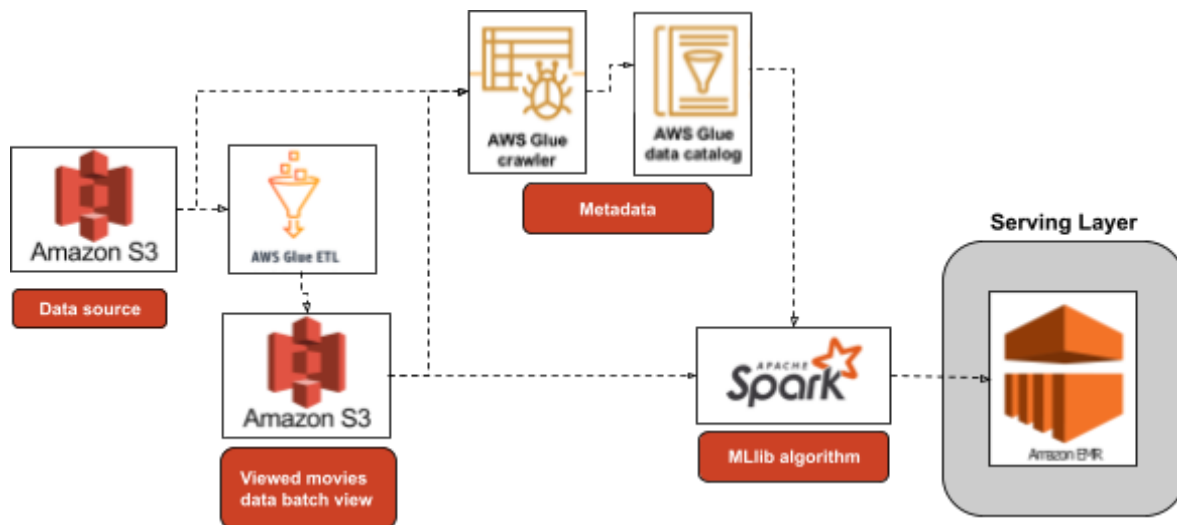 AWS Glue
crawler
AWS Glue
data catalog
Metadata
Amazon S3
Data source
AWS Glue ETL
Amazon S3
Viewed movies
data batch view
APACHE
Spark
MLlib algorithm
Serving Layer
Amazon EMR